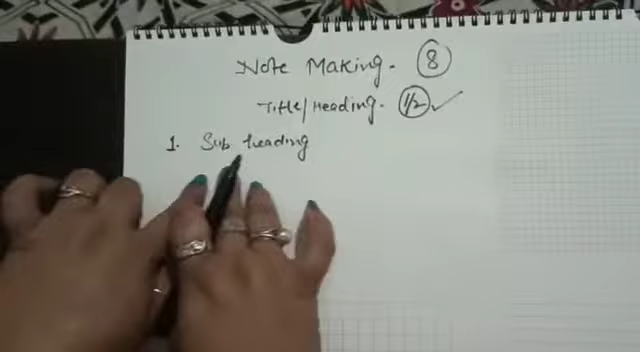 Note Making. 8
Title/Heading. 1/2 ✓
1. Sub heading